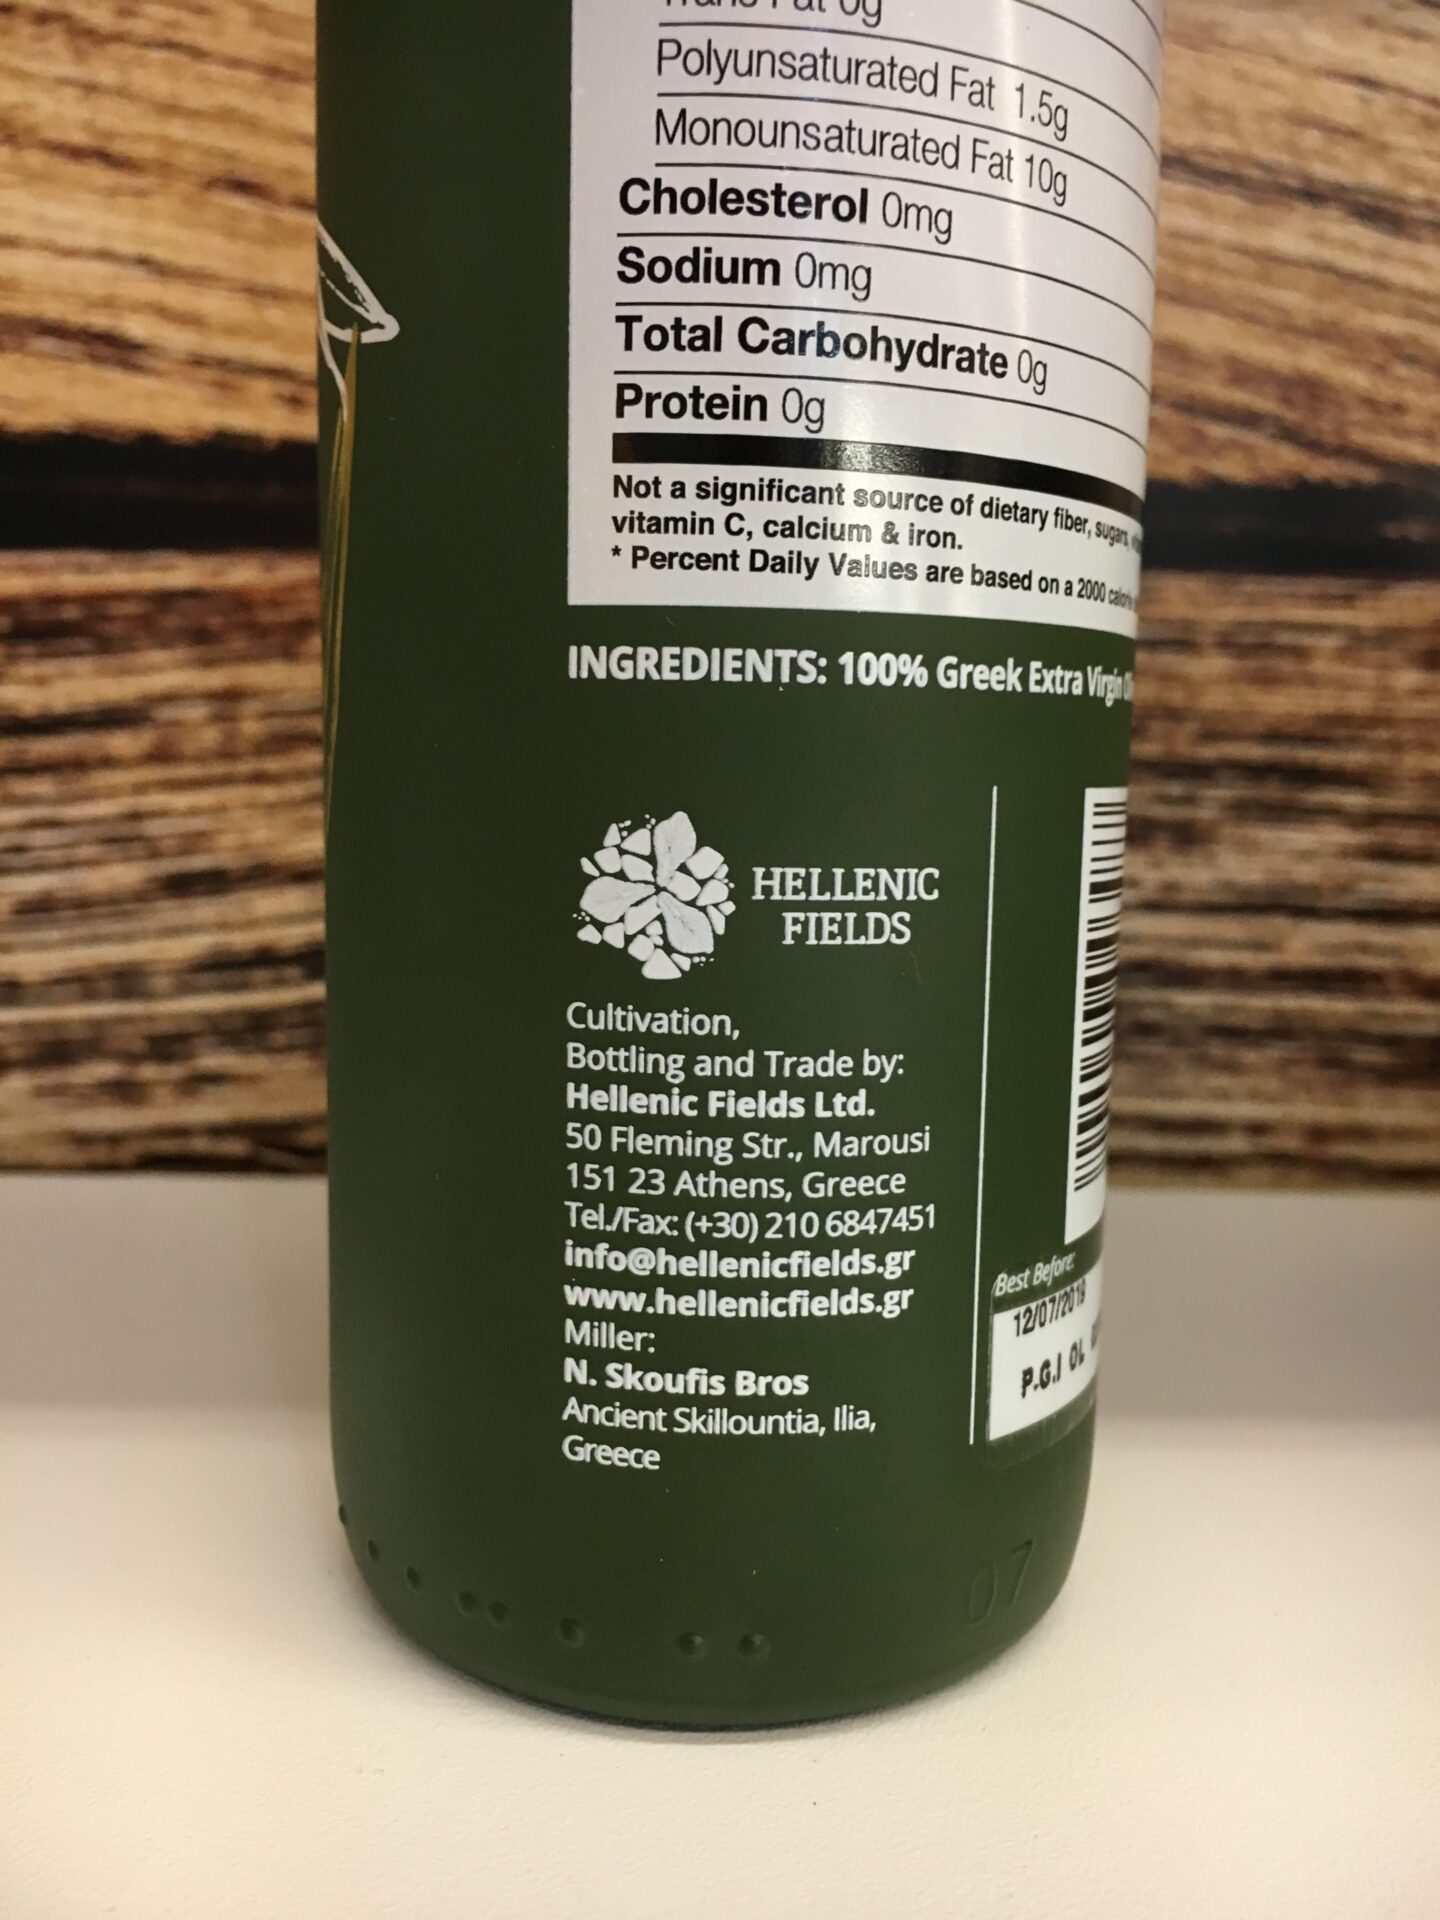 Trans Fat 0g
Polyunsaturated Fat 1.5g
Monounsaturated Fat 10g
Cholesterol 0mg
Sodium 0mg
Total Carbohydrate 0g
Protein 0g
Not a significant source of dietary fiber, sugars,
vitamin C, calcium & iron.
* Percent Daily Values are based on a 2000 calorie
INGREDIENTS: 100% Greek Extra Virgin
HELLENIC
FIELDS
Cultivation,
Bottling and Trade by:
Hellenic Fields Ltd.
50 Fleming Str., Marousi
151 23 Athens, Greece
Tel./Fax: (+30) 210 6847451
info@hellenicfields.gr
www.hellenicfields.gr
Miller:
N. Skoufis Bros
Ancient Skillountia, Ilia,
Greece
Best Before:
12/07/2019
P.G.I OL
07